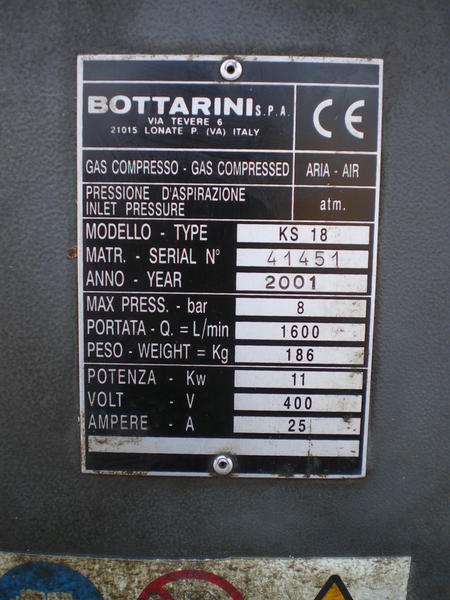 BOTTARINI S.P.A.
VIA TEVERE 6
21015 LONATE P. (VA) ITALY
CE
GAS COMPRESSO - GAS COMPRESSED ARIA - AIR
PRESSIONE D'ASPIRAZIONE
INLET PRESSURE atm.
MODELLO - TYPE KS 18
MATR. - SERIAL N° 41451
ANNO - YEAR 2001
MAX PRESS. - bar 8
PORTATA - Q. = L/min 1600
PESO - WEIGHT = Kg 186
POTENZA - Kw 11
VOLT - V 400
AMPERE - A 25